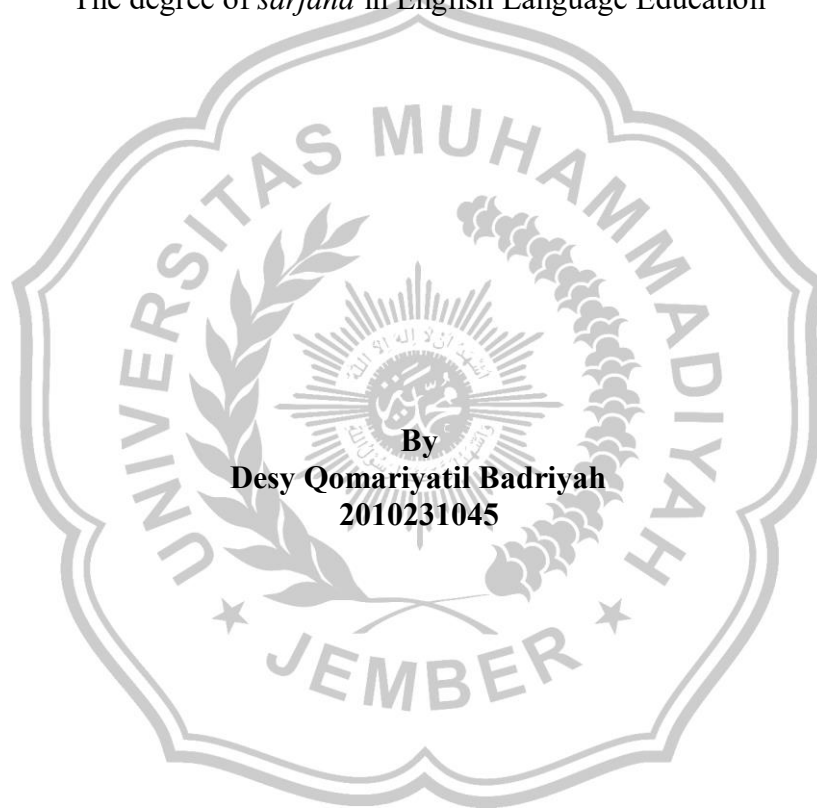 The degree of sarjana in English Language Education
UNIVERSITAS MUHAMMADIYAH
By
Desy Qomariyatil Badriyah
2010231045
JEMBER